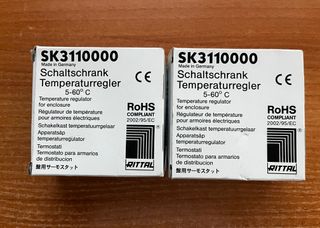 SK3110000
Made in Germany
Schaltschrank
Temperaturregler
5-60° C
Temperature regulator
for enclosure
Régulateur de température
pour armoires électriques
Schakelkast temperatuurregelaar
Apparatsåp
temperaturregulator
Termostati
Termostato para armarios
de distribucion
盤用サーモスタット
CE
RoHS
COMPLIANT
2002/95/EC
RITTAL
SK3110000
Made in Germany
Schaltschrank
Temperaturregler
5-60° C
Temperature regulator
for enclosure
Régulateur de température
pour armoires électriques
Schakelkast temperatuurregelaar
Apparatsåp
temperaturregulator
Termostati
Termostato para armarios
de distribucion
盤用サーモスタット
CE
RoHS
COMPLIANT
2002/95/EC
RITTAL